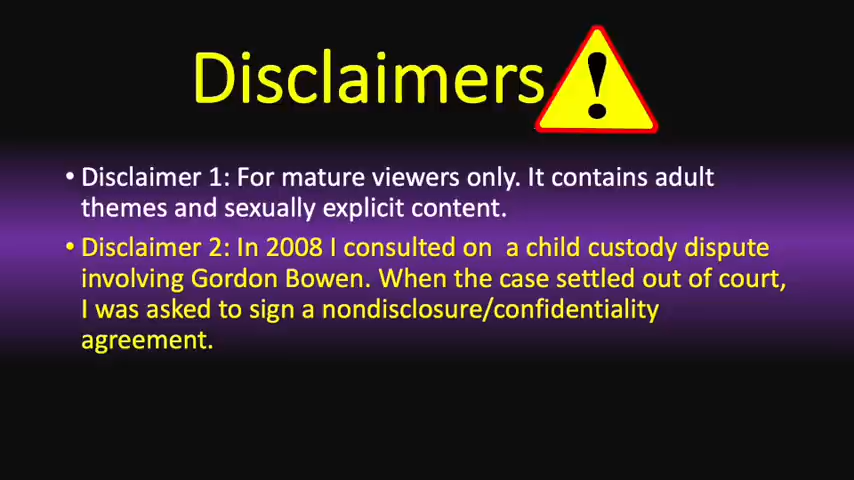 Disclaimers
• Disclaimer 1: For mature viewers only. It contains adult
themes and sexually explicit content.
• Disclaimer 2: In 2008 I consulted on  a child custody dispute
involving Gordon Bowen. When the case settled out of court,
I was asked to sign a nondisclosure/confidentiality
agreement.